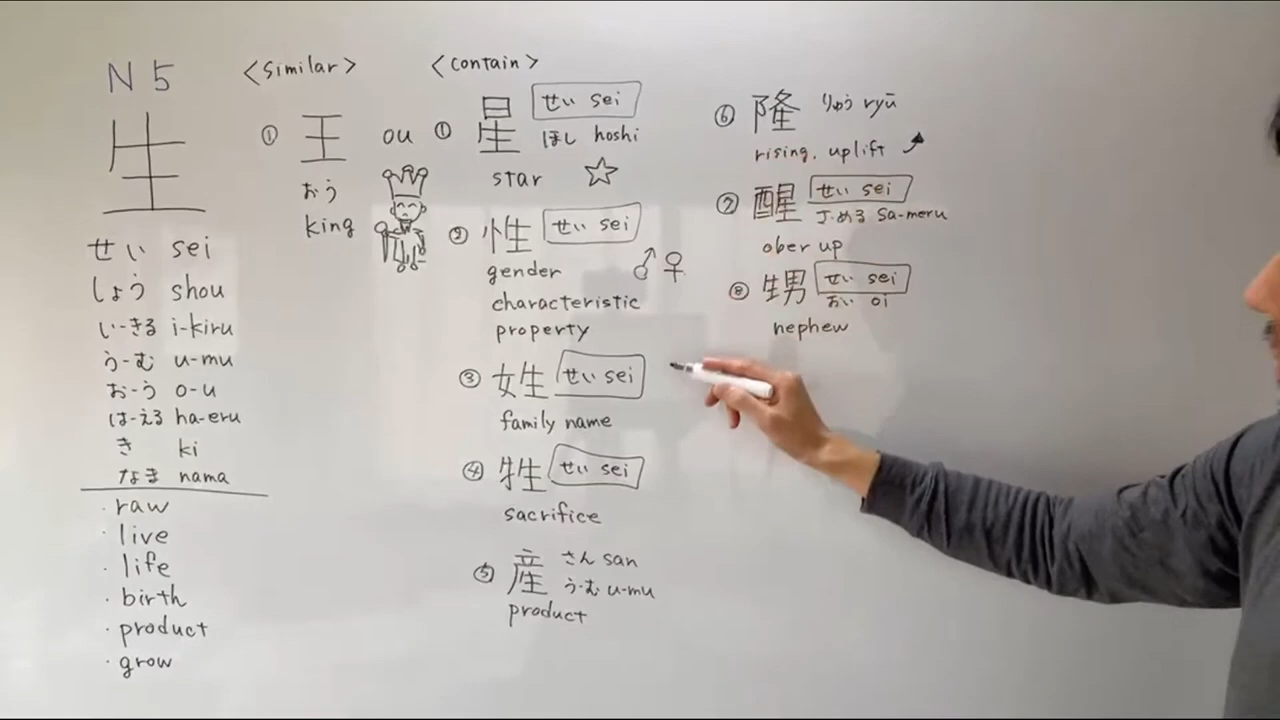 N5
生
せい sei
しょう shou
い-きる i-kiru
う-む u-mu
お-う o-u
は-える ha-eru
き ki
なま nama
・raw
・live
・life
・birth
・product
・grow
<Similar>
① 王 ou
おう
king
<Contain>
① 星 せい sei
ほし hoshi
star
② 性 せい sei
gender
characteristic
property
③ 姓 せい sei
family name
④ 牲 せい sei
sacrifice
⑤ 産 さん san
う-む u-mu
product
⑥ 隆 りゅう ryū
rising, uplift
⑦ 醒 せい sei
さ-める sa-meru
ober up
⑧ 甥 せい sei
おい oi
nephew